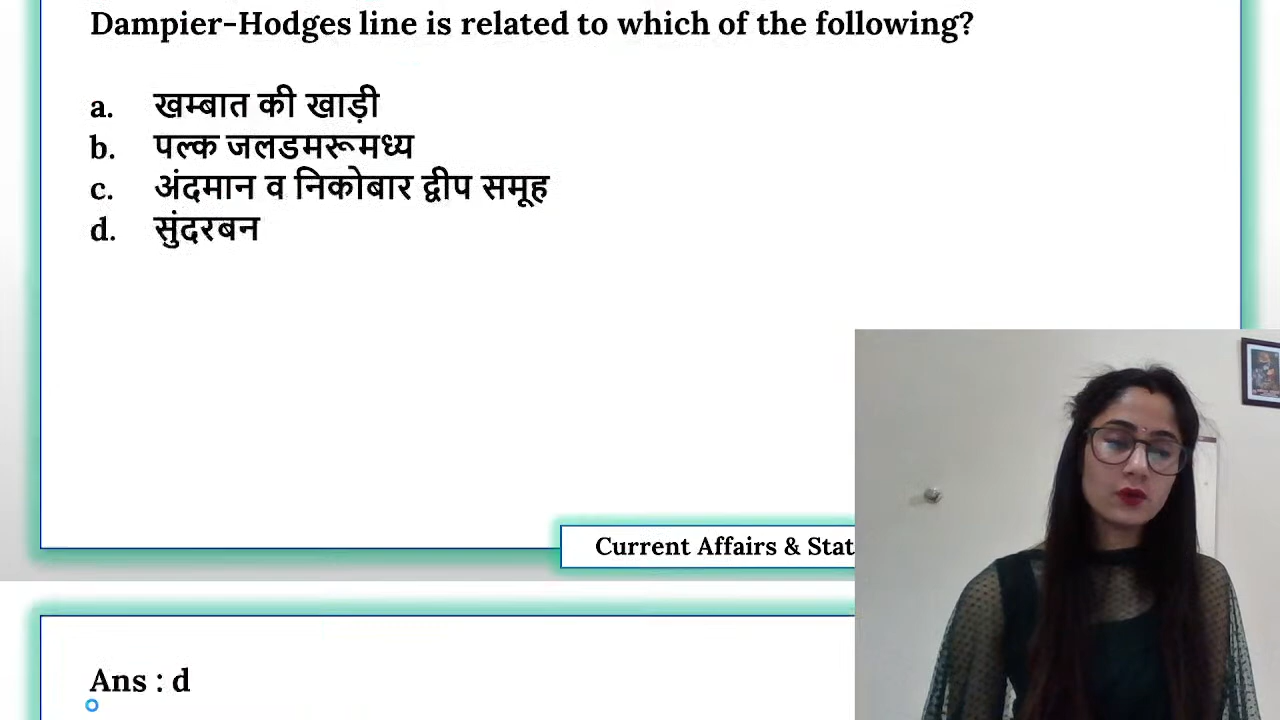 Dampier-Hodges line is related to which of the following?
a. खम्बात की खाड़ी
b. पल्क जलडमरूमध्य
c. अंदमान व निकोबार द्वीप समूह
d. सुंदरबन
Current Affairs & Stat
Ans : d